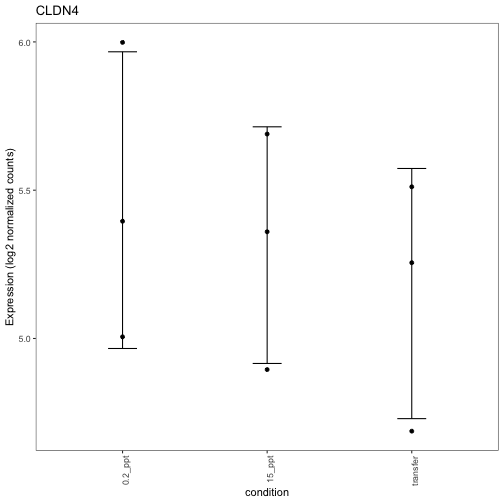 CLDN4
Expression (log2 normalized counts)
6.0
5.5
5.0
0.2_ppt
15_ppt
transfer
condition